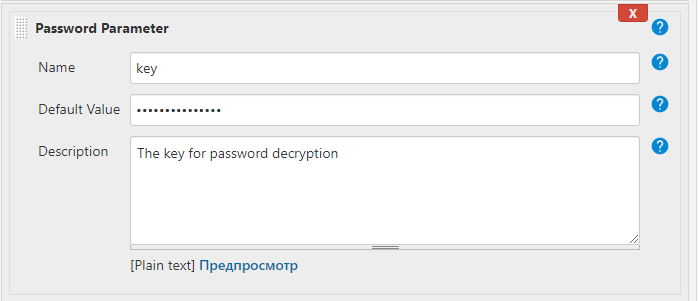 Password Parameter
X
Name
key
Default Value
•••••••••••••••
Description
The key for password decryption
[Plain text] Предпросмотр